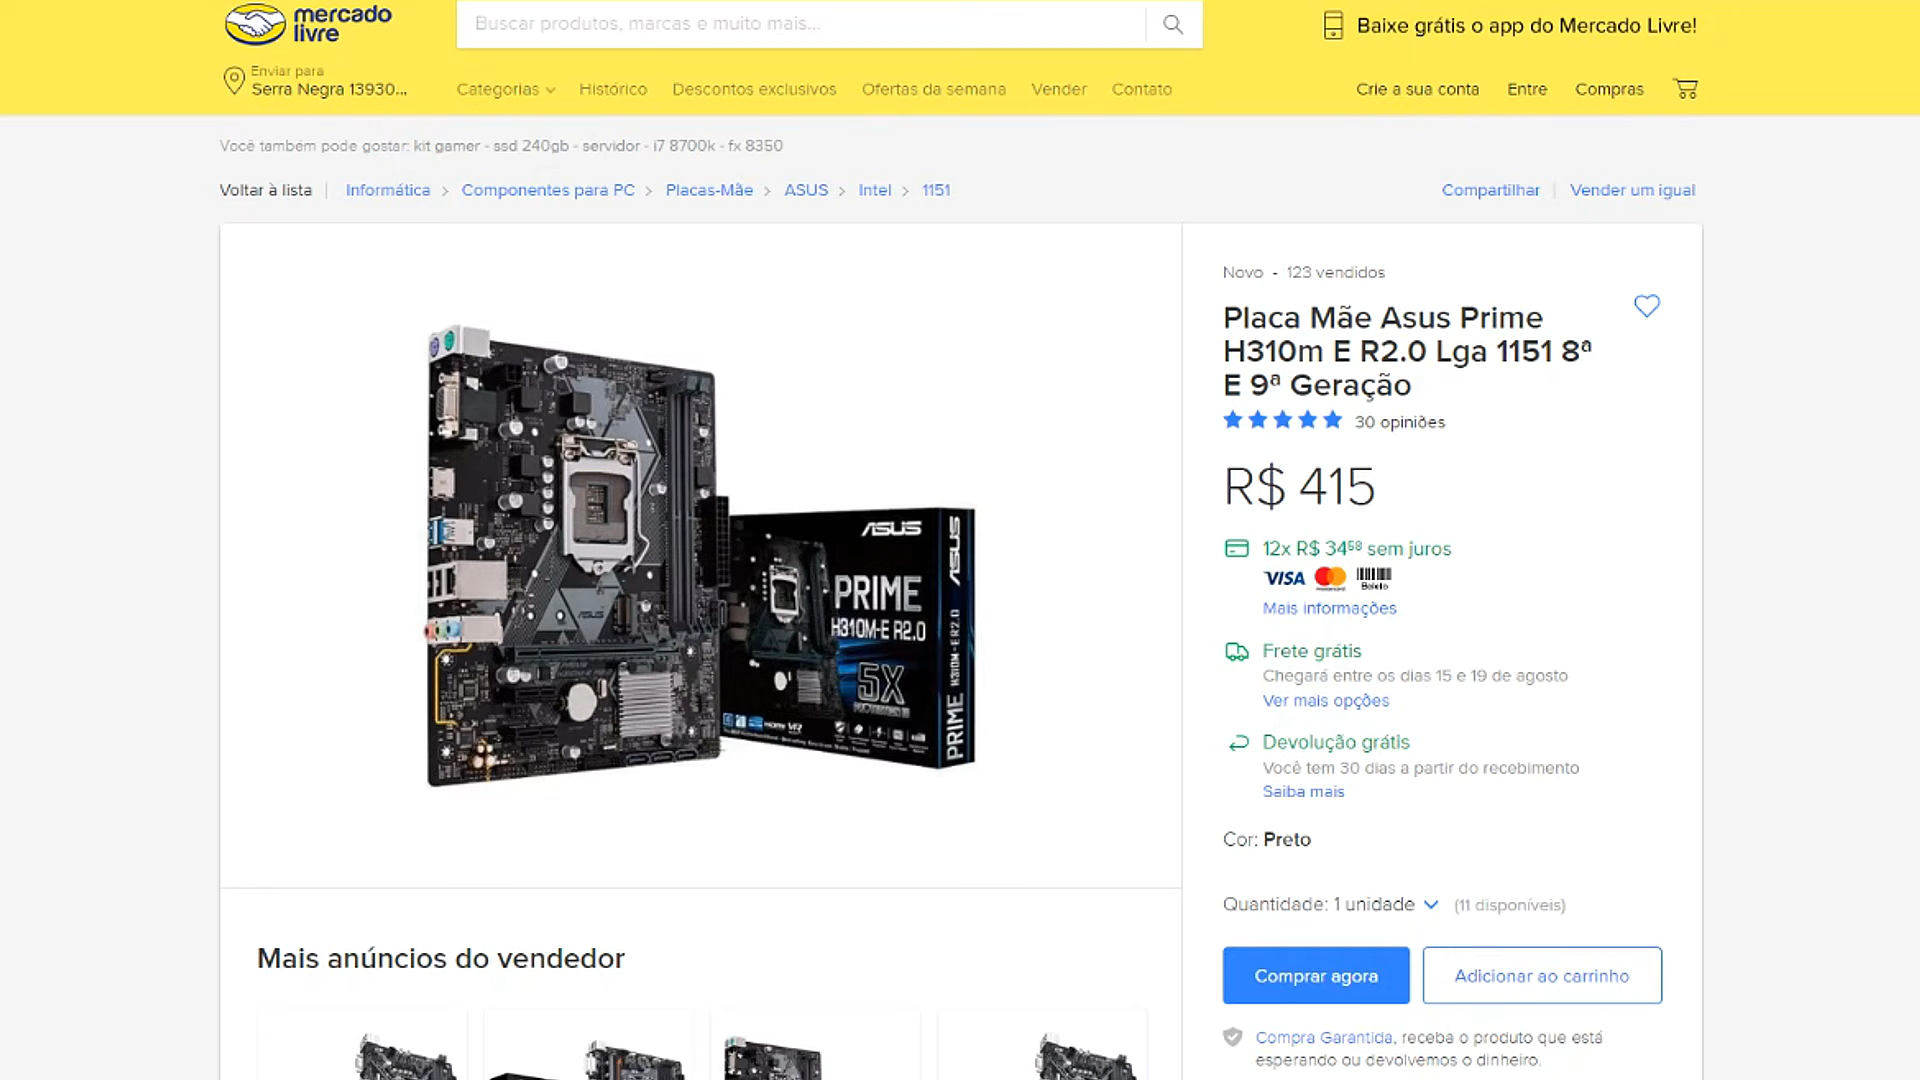 mercado
livre
Buscar produtos, marcas e muito mais...
Baixe grátis o app do Mercado Livre!
Enviar para
Serra Negra 13930...
Categorias
Histórico
Descontos exclusivos
Ofertas da semana
Vender
Contato
Crie a sua conta
Entre
Compras
Você também pode gostar: kit gamer - ssd 240gb - servidor - i7 8700k - fx 8350
Voltar à lista | Informática > Componentes para PC > Placas-Mãe > ASUS > Intel > 1151
Compartilhar | Vender um igual
Novo - 123 vendidos
Placa Mãe Asus Prime
H310m E R2.0 Lga 1151 8ª
E 9ª Geração
30 opiniões
R$ 415
12x R$ 34⁵⁸ sem juros
VISA
Boleto
Mais informações
Frete grátis
Chegará entre os dias 15 e 19 de agosto
Ver mais opções
Devolução grátis
Você tem 30 dias a partir do recebimento
Saiba mais
Cor: Preto
Quantidade: 1 unidade (11 disponíveis)
Comprar agora
Adicionar ao carrinho
Compra Garantida, receba o produto que está
esperando ou devolvemos o dinheiro.
ASUS
ASUS
PRIME
H310M-E R2.0
5X
PRIME H310M-E R2.0
ASUS
Mais anúncios do vendedor